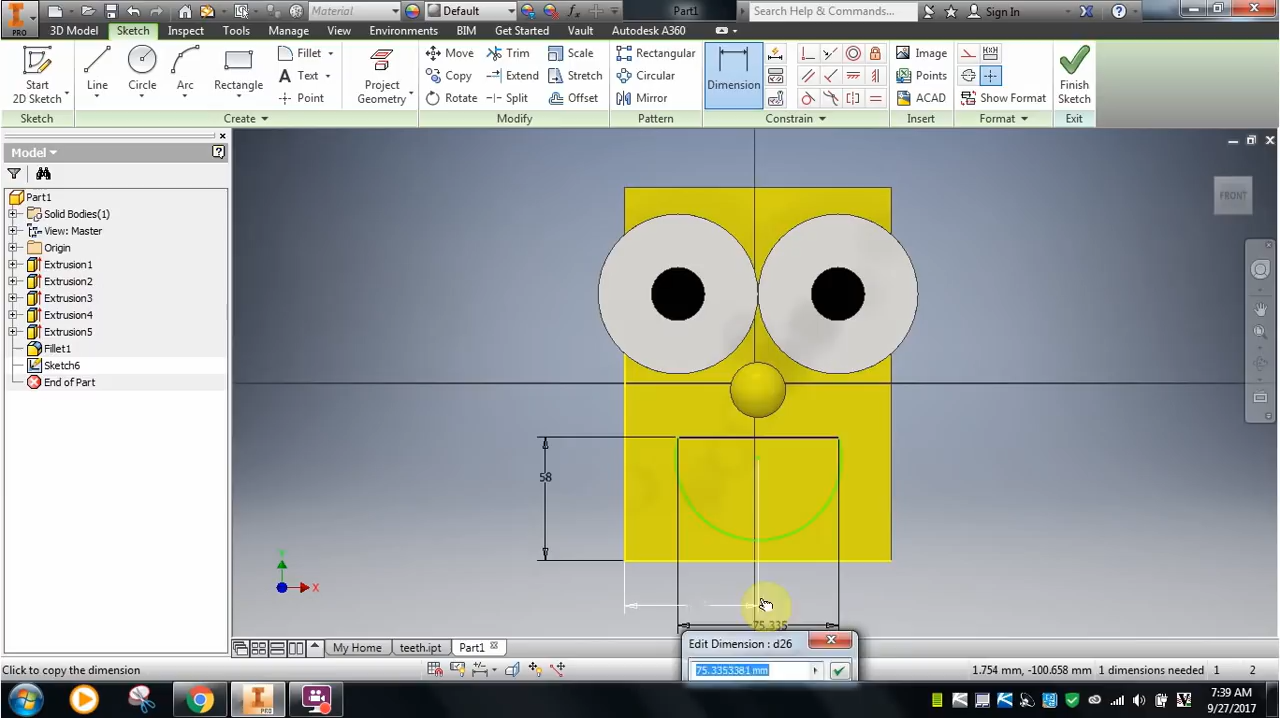 I PRO
Material
Default
fx
Part1
Search Help & Commands...
Sign In
3D Model Sketch Inspect Tools Manage View Environments BIM Get Started Vault Autodesk A360
Start 2D Sketch
Line
Circle
Arc
Rectangle
Fillet
Text
Point
Project Geometry
Move
Copy
Rotate
Trim
Extend
Split
Scale
Stretch
Offset
Rectangular
Circular
Mirror
Dimension
Image
Points
ACAD
Show Format
Finish Sketch
Sketch Create Modify Pattern Constrain Insert Format Exit
Model
Part1
Solid Bodies(1)
View: Master
Origin
Extrusion1
Extrusion2
Extrusion3
Extrusion4
Extrusion5
Fillet1
Sketch6
End of Part
FRONT
58
75.335
Y
X
Edit Dimension : d26
75.3353381 mm
My Home teeth.ipt Part1
Click to copy the dimension
1.754 mm, -100.658 mm 1 dimensions needed 1 2
7:39 AM
9/27/2017